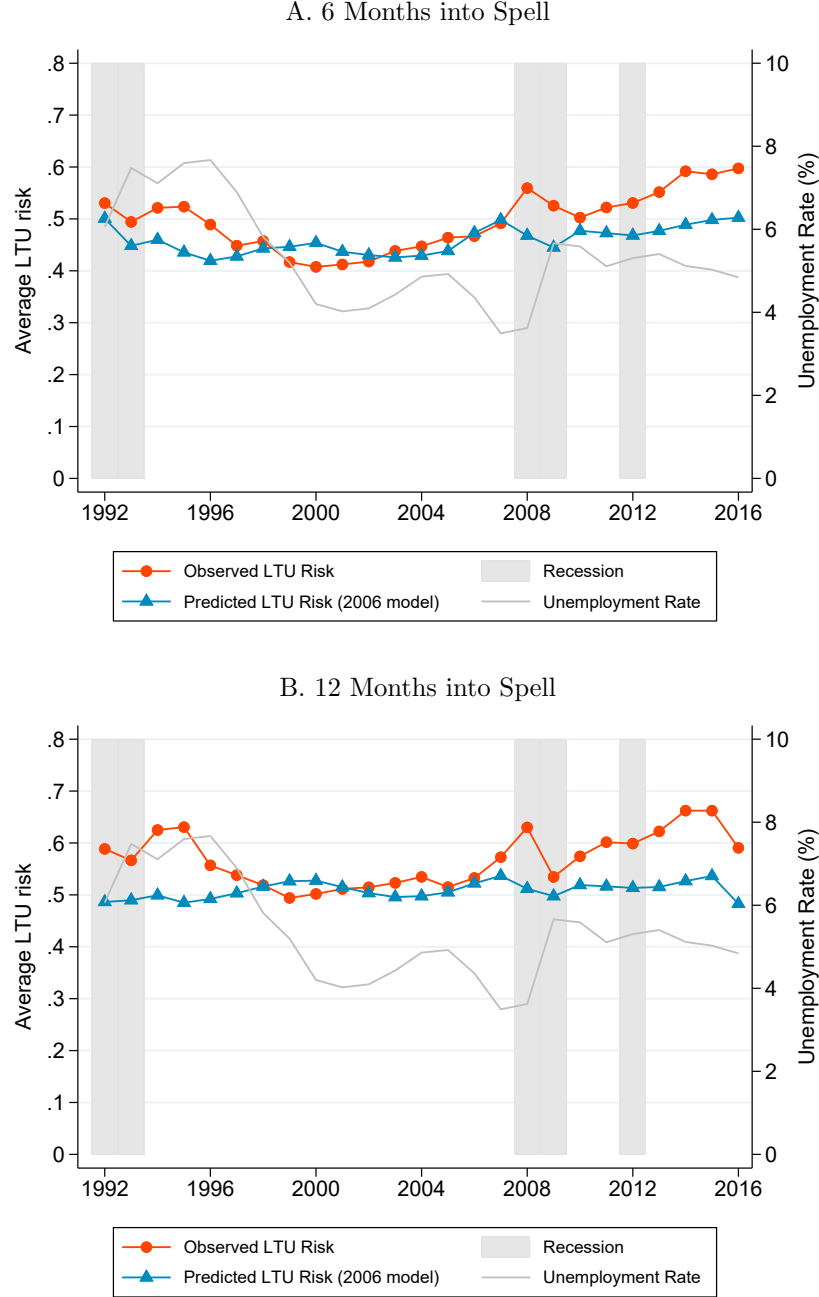 A. 6 Months into Spell
.8
.7
.6
.5
.4
.3
.2
.1
0
Average LTU risk
10
8
6
4
2
0
Unemployment Rate (%)
1992 1996 2000 2004 2008 2012 2016
Observed LTU Risk
Recession
Predicted LTU Risk (2006 model)
Unemployment Rate
B. 12 Months into Spell
.8
.7
.6
.5
.4
.3
.2
.1
0
Average LTU risk
10
8
6
4
2
0
Unemployment Rate (%)
1992 1996 2000 2004 2008 2012 2016
Observed LTU Risk
Recession
Predicted LTU Risk (2006 model)
Unemployment Rate